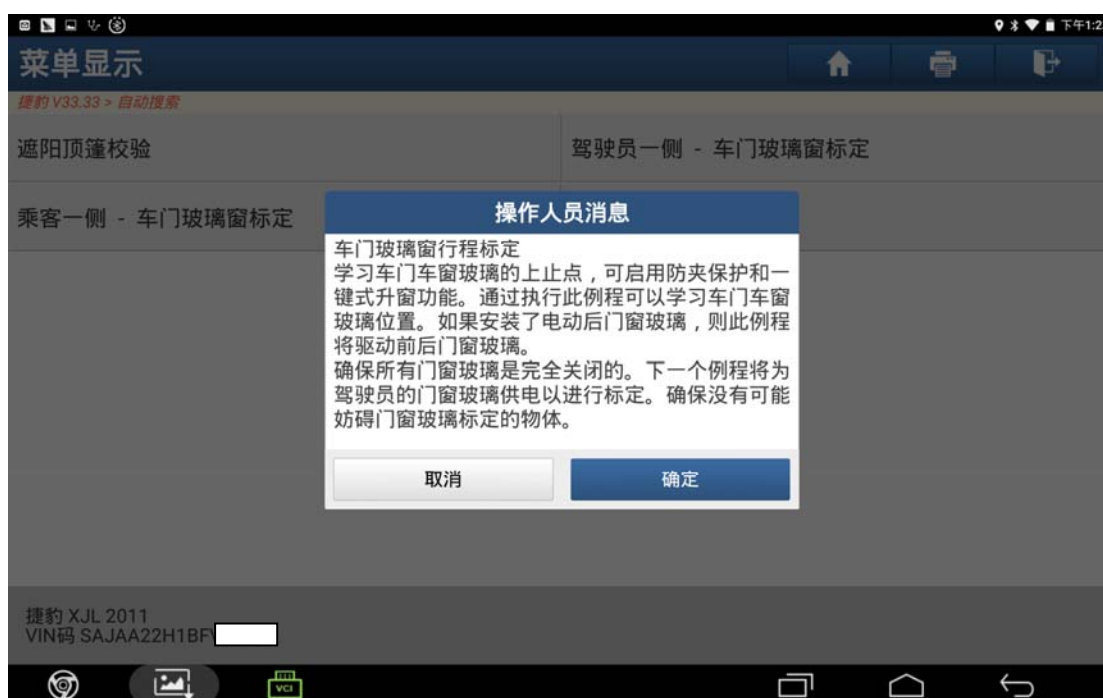 下午1:2
菜单显示
捷豹 V33.33 > 自动搜索
遮阳顶篷校验
驾驶员一侧 - 车门玻璃窗标定
乘客一侧 - 车门玻璃窗标定
操作人员消息
车门玻璃窗行程标定
学习车门车窗玻璃的上止点，可启用防夹保护和一
键式升窗功能。通过执行此例程可以学习车门车窗
玻璃位置。如果安装了电动后门窗玻璃，则此例程
将驱动前后门窗玻璃。
确保所有门窗玻璃是完全关闭的。下一个例程将为
驾驶员的门窗玻璃供电以进行标定。确保没有可能
妨碍门窗玻璃标定的物体。
取消
确定
捷豹 XJL 2011
VIN码 SAJAA22H1BF
VCI